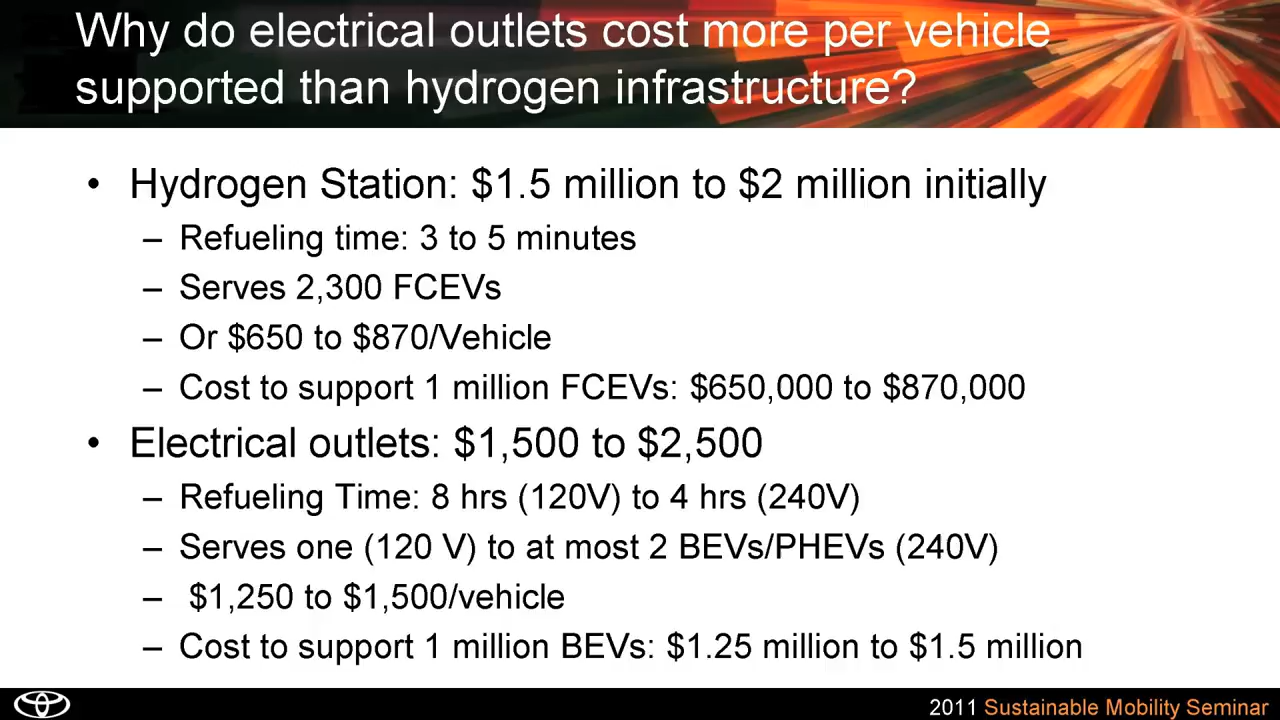 Why do electrical outlets cost more per vehicle
supported than hydrogen infrastructure?
• Hydrogen Station: $1.5 million to $2 million initially
– Refueling time: 3 to 5 minutes
– Serves 2,300 FCEVs
– Or $650 to $870/Vehicle
– Cost to support 1 million FCEVs: $650,000 to $870,000
• Electrical outlets: $1,500 to $2,500
– Refueling Time: 8 hrs (120V) to 4 hrs (240V)
– Serves one (120 V) to at most 2 BEVs/PHEVs (240V)
– $1,250 to $1,500/vehicle
– Cost to support 1 million BEVs: $1.25 million to $1.5 million
2011 Sustainable Mobility Seminar